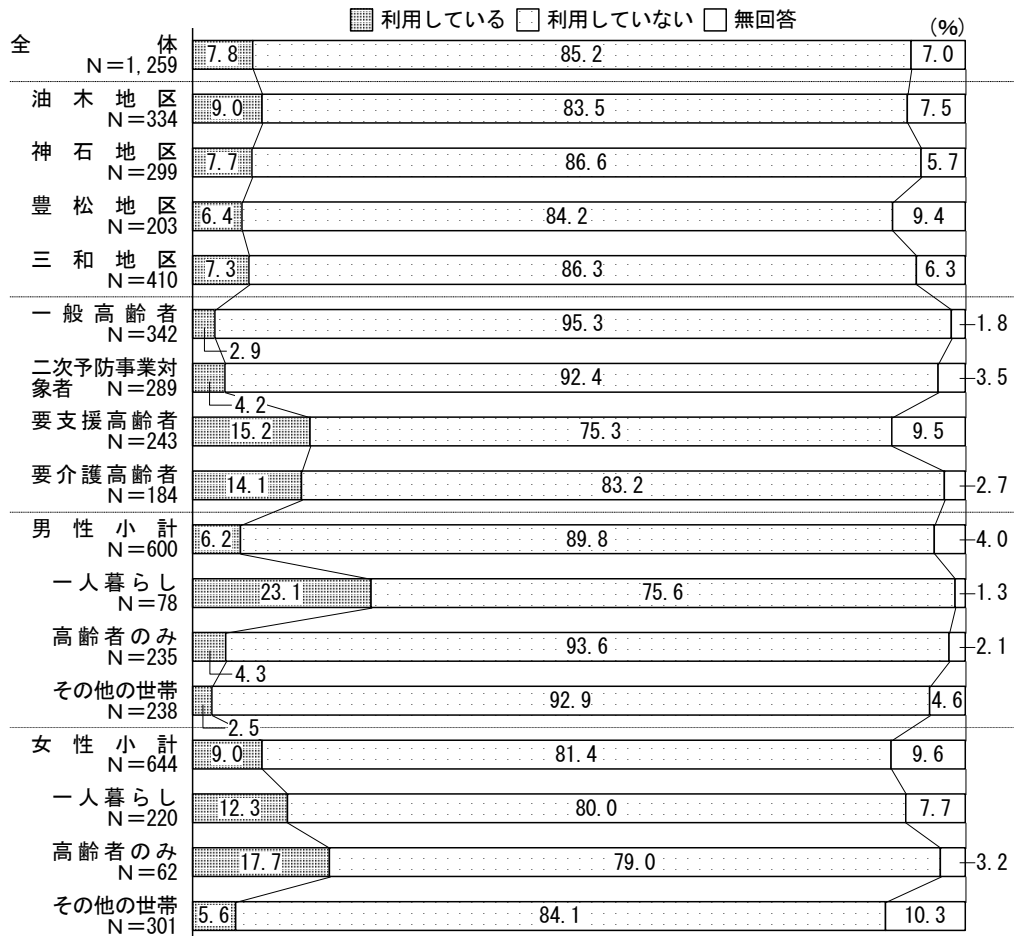 利用している 利用していない 無回答
(%)
全体
N=1,259
7.8 85.2 7.0
油木地区
N=334
9.0 83.5 7.5
神石地区
N=299
7.7 86.6 5.7
豊松地区
N=203
6.4 84.2 9.4
三和地区
N=410
7.3 86.3 6.3
一般高齢者
N=342
2.9 95.3 1.8
二次予防事業対
象者 N=289
4.2 92.4 3.5
要支援高齢者
N=243
15.2 75.3 9.5
要介護高齢者
N=184
14.1 83.2 2.7
男性小計
N=600
6.2 89.8 4.0
一人暮らし
N=78
23.1 75.6 1.3
高齢者のみ
N=235
4.3 93.6 2.1
その他の世帯
N=238
2.5 92.9 4.6
女性小計
N=644
9.0 81.4 9.6
一人暮らし
N=220
12.3 80.0 7.7
高齢者のみ
N=62
17.7 79.0 3.2
その他の世帯
N=301
5.6 84.1 10.3